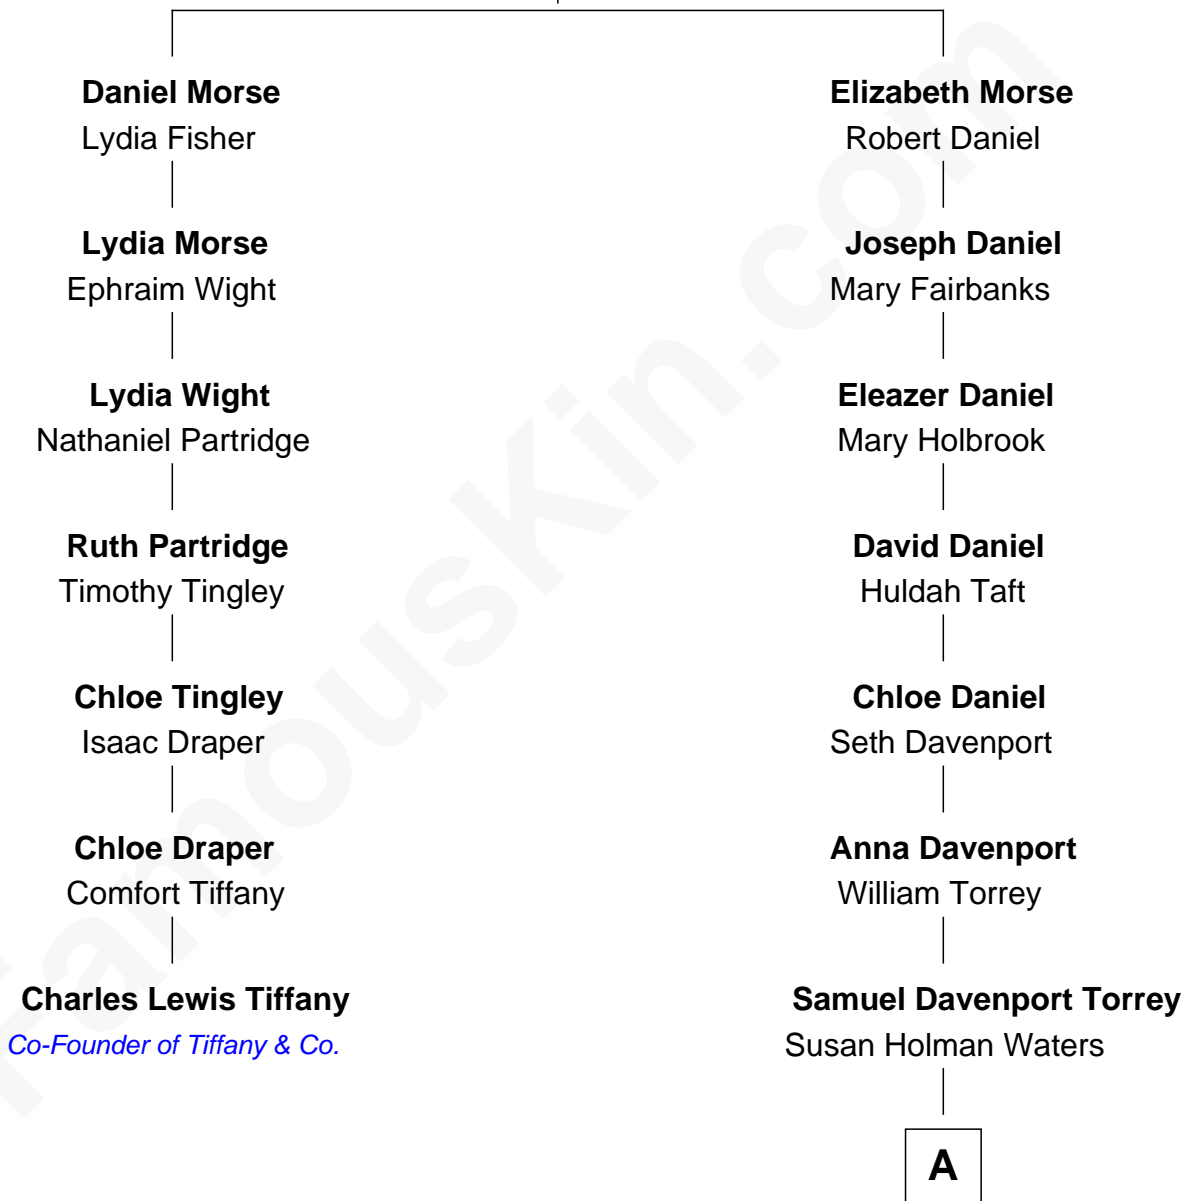 Daniel Morse
Lydia Fisher
Lydia Morse
Ephraim Wight
Lydia Wight
Nathaniel Partridge
Ruth Partridge
Timothy Tingley
Chloe Tingley
Isaac Draper
Chloe Draper
Comfort Tiffany
Charles Lewis Tiffany
Co-Founder of Tiffany & Co.
Elizabeth Morse
Robert Daniel
Joseph Daniel
Mary Fairbanks
Eleazer Daniel
Mary Holbrook
David Daniel
Huldah Taft
Chloe Daniel
Seth Davenport
Anna Davenport
William Torrey
Samuel Davenport Torrey
Susan Holman Waters
A
FamousKin.com